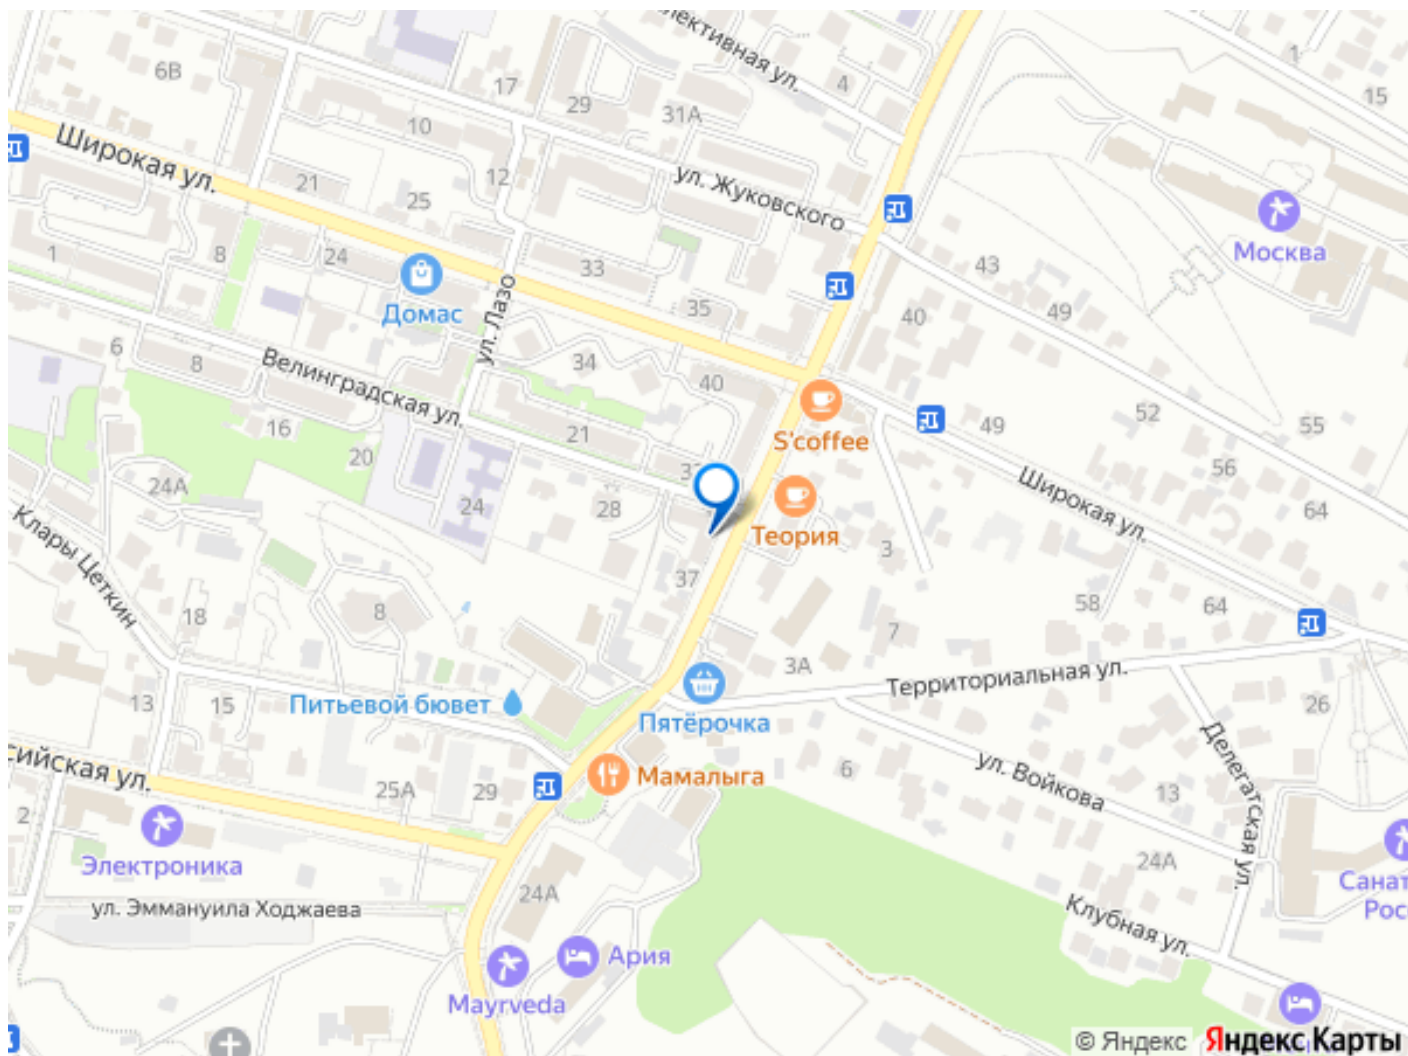 лективная ул.
1
6В
17
4
15
29
31А
10
Широкая ул.
12
21
ул. Жуковского
25
Москва
8
1
24
33
43
Домас
ул. Лазо
35
49
40
6
8
Велинградская ул.
34
40
S'coffee
52
49
55
16
21
20
56
24А
24
28
Теория
Широкая ул.
64
Клары Цеткин
3
37
8
18
58
64
7
3А
Территориальная ул.
13
15
Питьевой бювет
Пятёрочка
26
сийская ул.
25А
29
Мамалыга
6
ул. Войкова
13
Делегатская ул.
2
Электроника
24А
24А
Санат
Рос
ул. Эммануила Ходжаева
Клубная ул.
Ария
Mayrveda
© Яндекс
Яндекс Карты